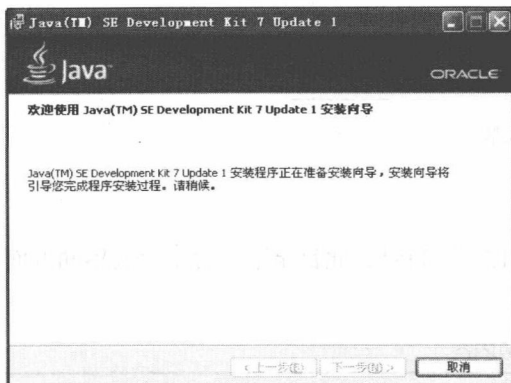 Java(TM) SE Development Kit 7 Update 1
Java
ORACLE
欢迎使用 Java(TM) SE Development Kit 7 Update 1 安装向导
Java(TM) SE Development Kit 7 Update 1 安装程序正在准备安装向导，安装向导将
引导您完成程序安装过程。请稍候。
<上一步(B) 下一步(N)> 取消